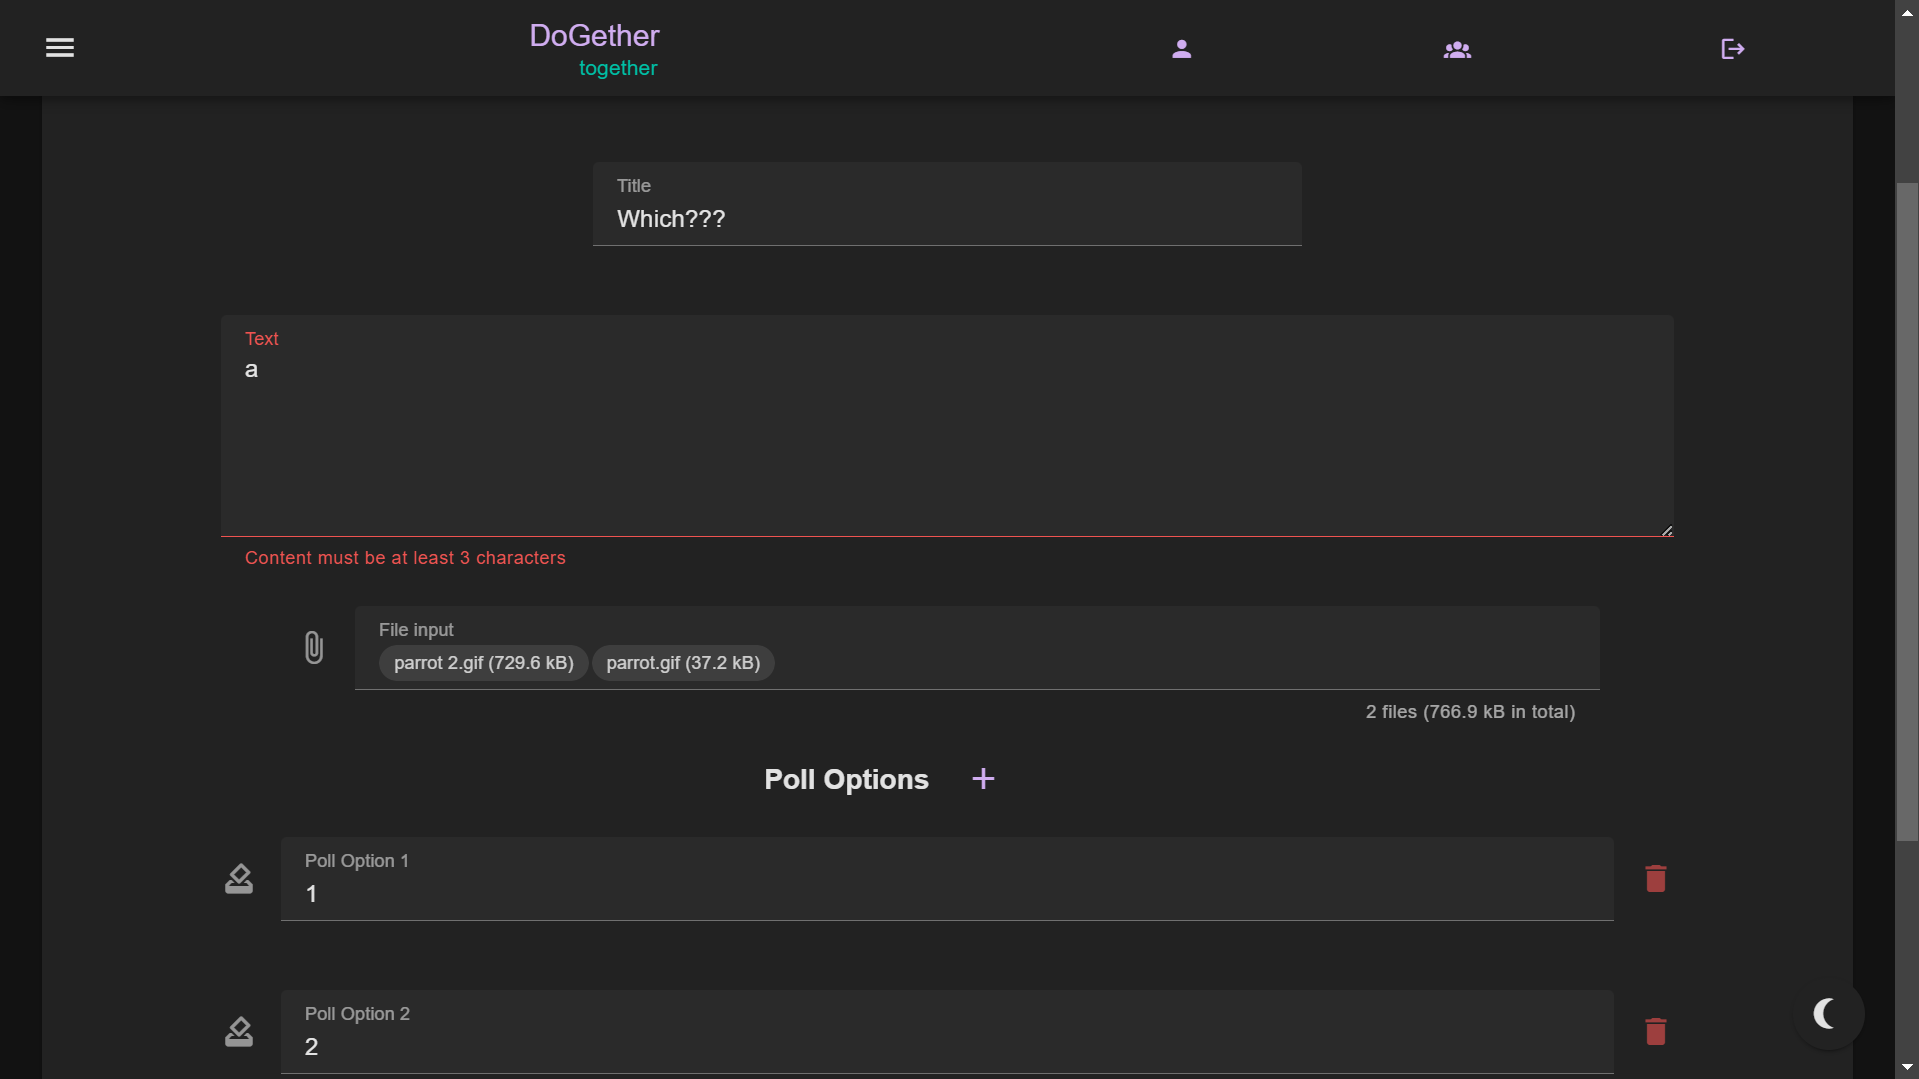 DoGether
together
Title
Which???
Text
a
Content must be at least 3 characters
File input
parrot 2.gif (729.6 kB) parrot.gif (37.2 kB)
2 files (766.9 kB in total)
Poll Options
Poll Option 1
1
Poll Option 2
2